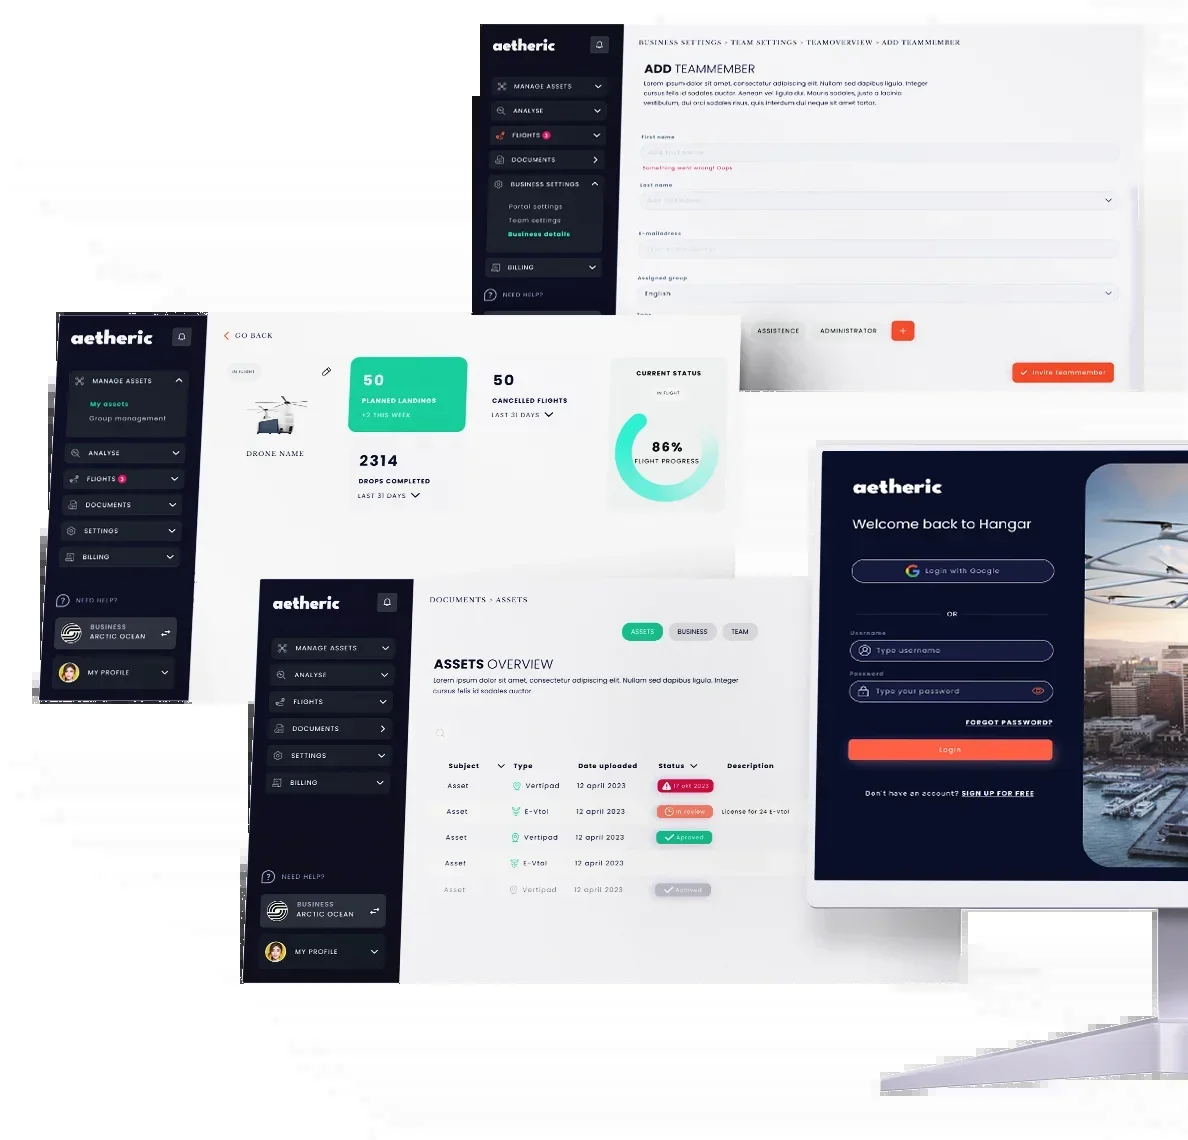 aetheric
MANAGE ASSETS
ANALYSE
FLIGHTS 3
DOCUMENTS
BUSINESS SETTINGS
Portal settings
Team settings
Business details
BILLING
NEED HELP?
BUSINESS SETTINGS > TEAM SETTINGS > TEAMOVERVIEW > ADD TEAMMEMBER
ADD TEAMMEMBER
Lorem ipsum dolor sit amet, consectetur adipiscing elit. Nullam sed dapibus ligula. Integer
cursus felis id sodales auctor. Aenean vel ligula dui. Mauris sodales, justo a lacinia
vestibulum, dui orci sodales risus, quis interdum dui neque sit amet tortor.
First name
Add first name
Something went wrong! Oops
Last name
E-mailadress
Assigned group
English
ASSISTENCE
ADMINISTRATOR
+
Invite teammember
aetheric
MANAGE ASSETS
My assets
Group management
ANALYSE
FLIGHTS 3
DOCUMENTS
SETTINGS
BILLING
NEED HELP?
BUSINESS
ARCTIC OCEAN
MY PROFILE
GO BACK
IN FLIGHT
DRONE NAME
50
PLANNED LANDINGS
+2 THIS WEEK
50
CANCELLED FLIGHTS
LAST 31 DAYS
2314
DROPS COMPLETED
LAST 31 DAYS
CURRENT STATUS
IN FLIGHT
86%
FLIGHT PROGRESS
aetheric
MANAGE ASSETS
ANALYSE
FLIGHTS
DOCUMENTS
SETTINGS
BILLING
NEED HELP?
BUSINESS
ARCTIC OCEAN
MY PROFILE
DOCUMENTS > ASSETS
ASSETS BUSINESS TEAM
ASSETS OVERVIEW
Lorem ipsum dolor sit amet, consectetur adipiscing elit. Nullam sed dapibus ligula. Integer
cursus felis id sodales auctor.
Subject Type Date uploaded Status Description
Asset Vertipad 12 april 2023 17 okt 2023
Asset E-Vtol 12 april 2023 In review License for 24 E-Vtol
Asset Vertipad 12 april 2023 Aproved
Asset E-Vtol 12 april 2023
Asset Vertipad 12 april 2023
aetheric
Welcome back to Hangar
Login with Google
OR
Username
Type username
Password
Type your password
FORGOT PASSWORD?
Login
Don't have an account? SIGN UP FOR FREE